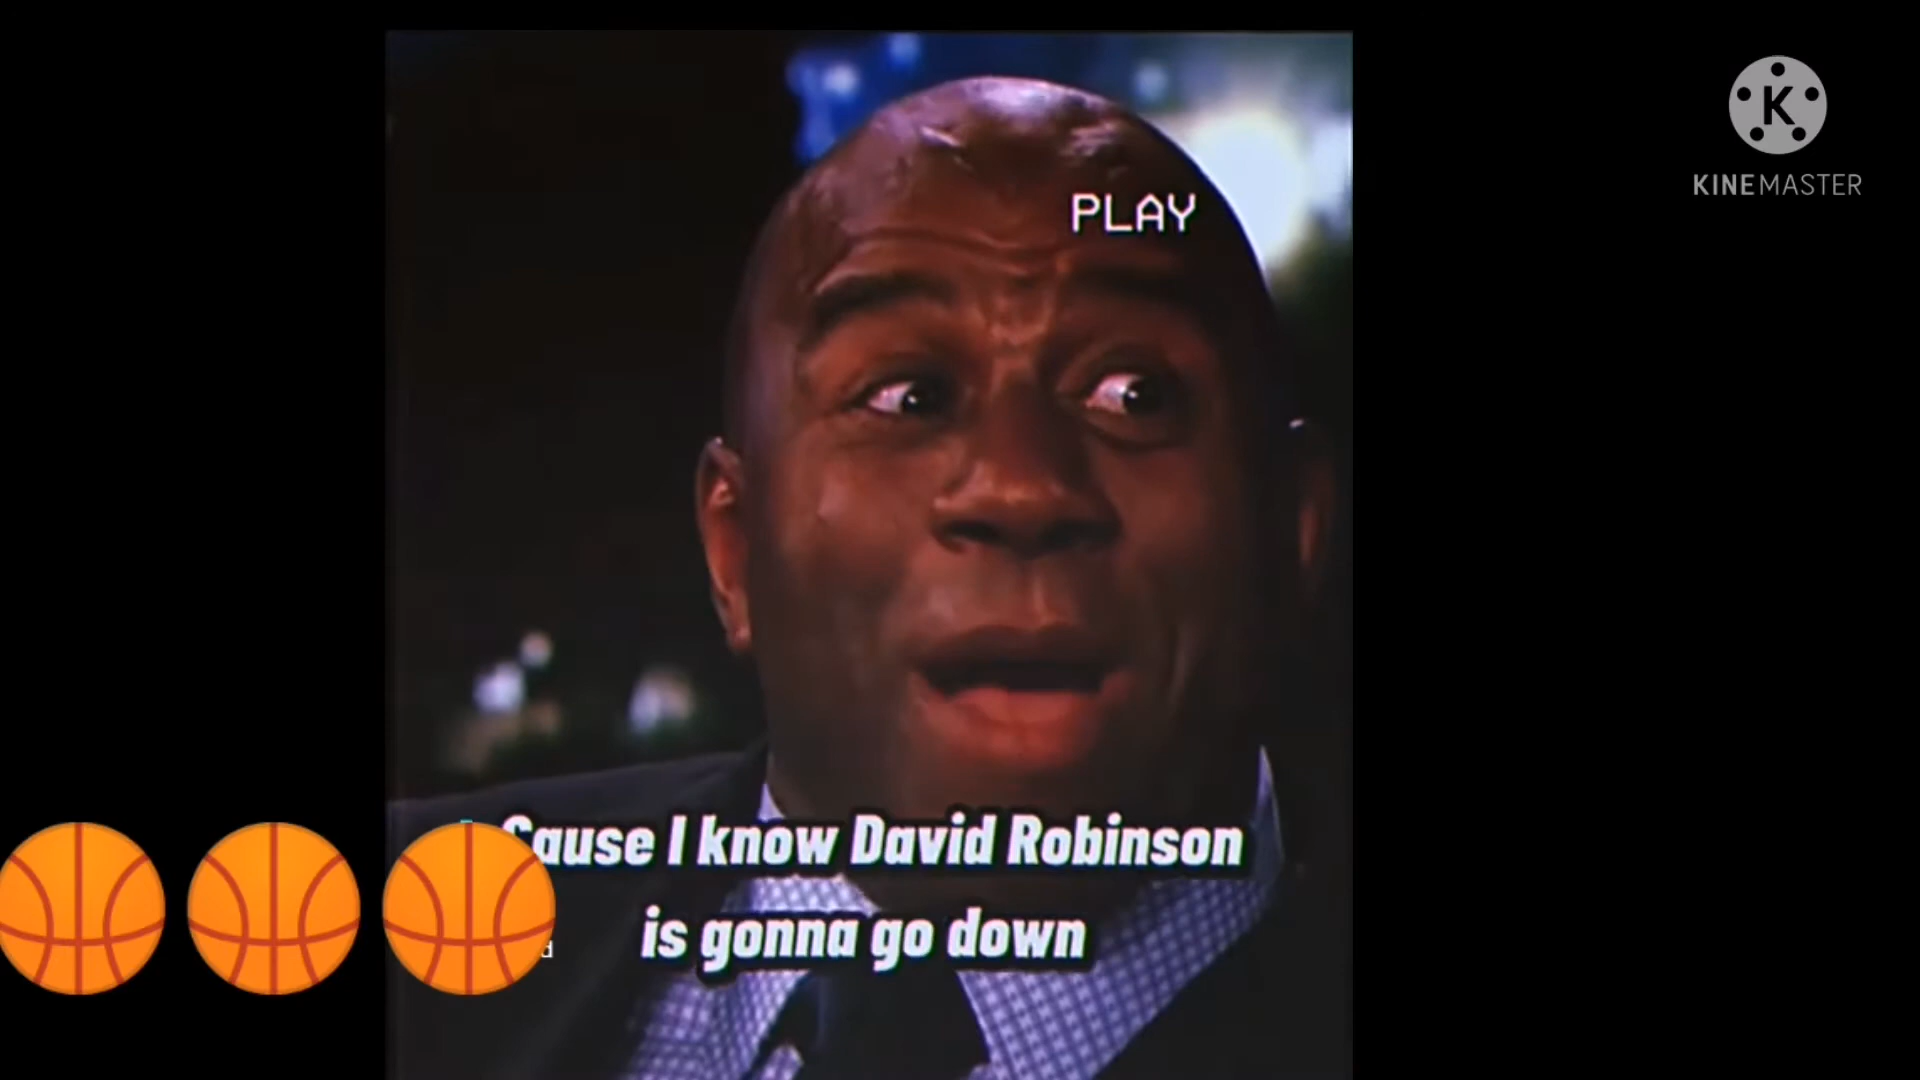 K
KINEMASTER
PLAY
Cause I know David Robinson
is gonna go down
d